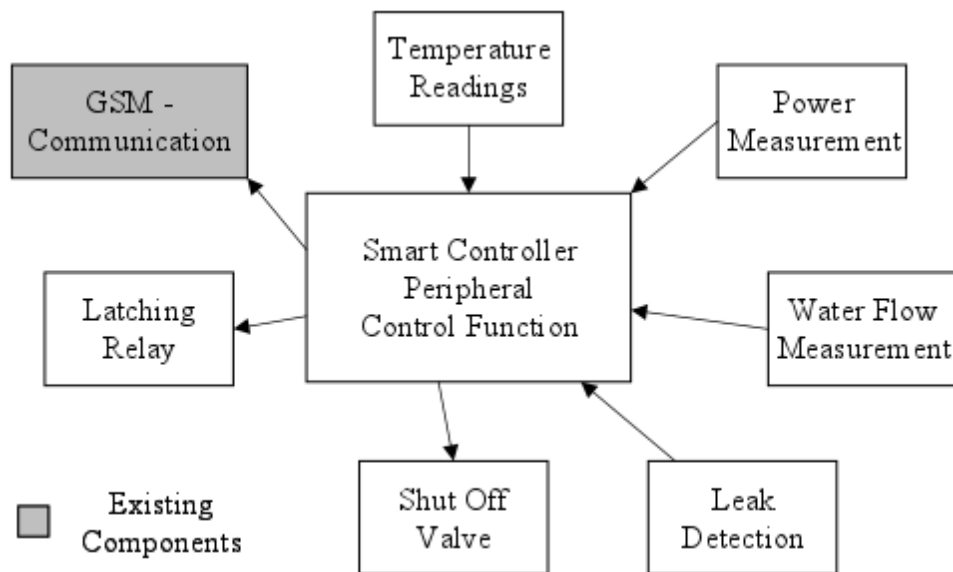 Temperature
Readings
GSM -
Communication
Power
Measurement
Smart Controller
Peripheral
Control Function
Latching
Relay
Water Flow
Measurement
Shut Off
Valve
Leak
Detection
Existing
Components